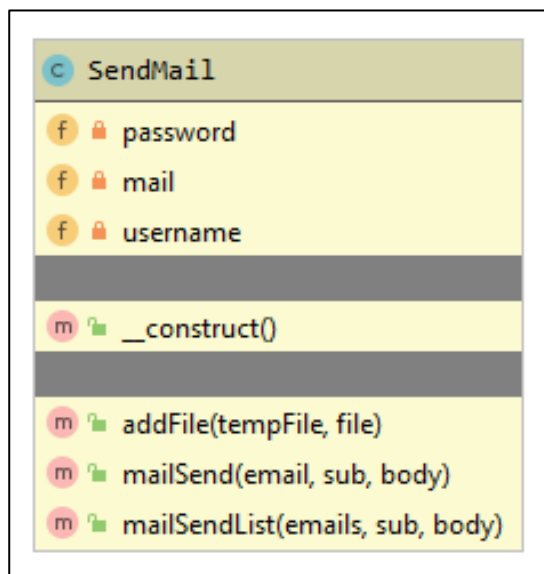 C SendMail
f password
f mail
f username
m __construct()
m addFile(tempFile, file)
m mailSend(email, sub, body)
m mailSendList(emails, sub, body)